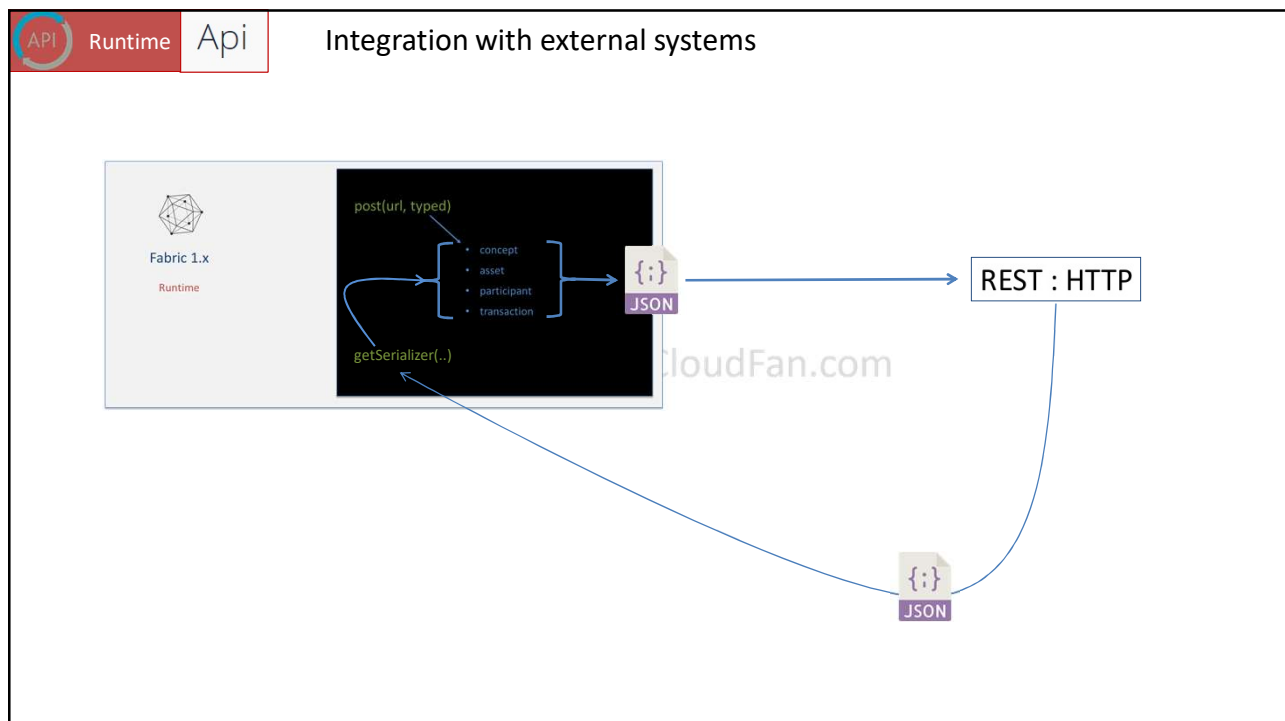 API Runtime Api Integration with external systems
post(url, typed)
• concept
• asset
• participant
• transaction
Fabric 1.x
Runtime
{;}
JSON
REST : HTTP
getSerializer(..)
loudFan.com
{;}
JSON